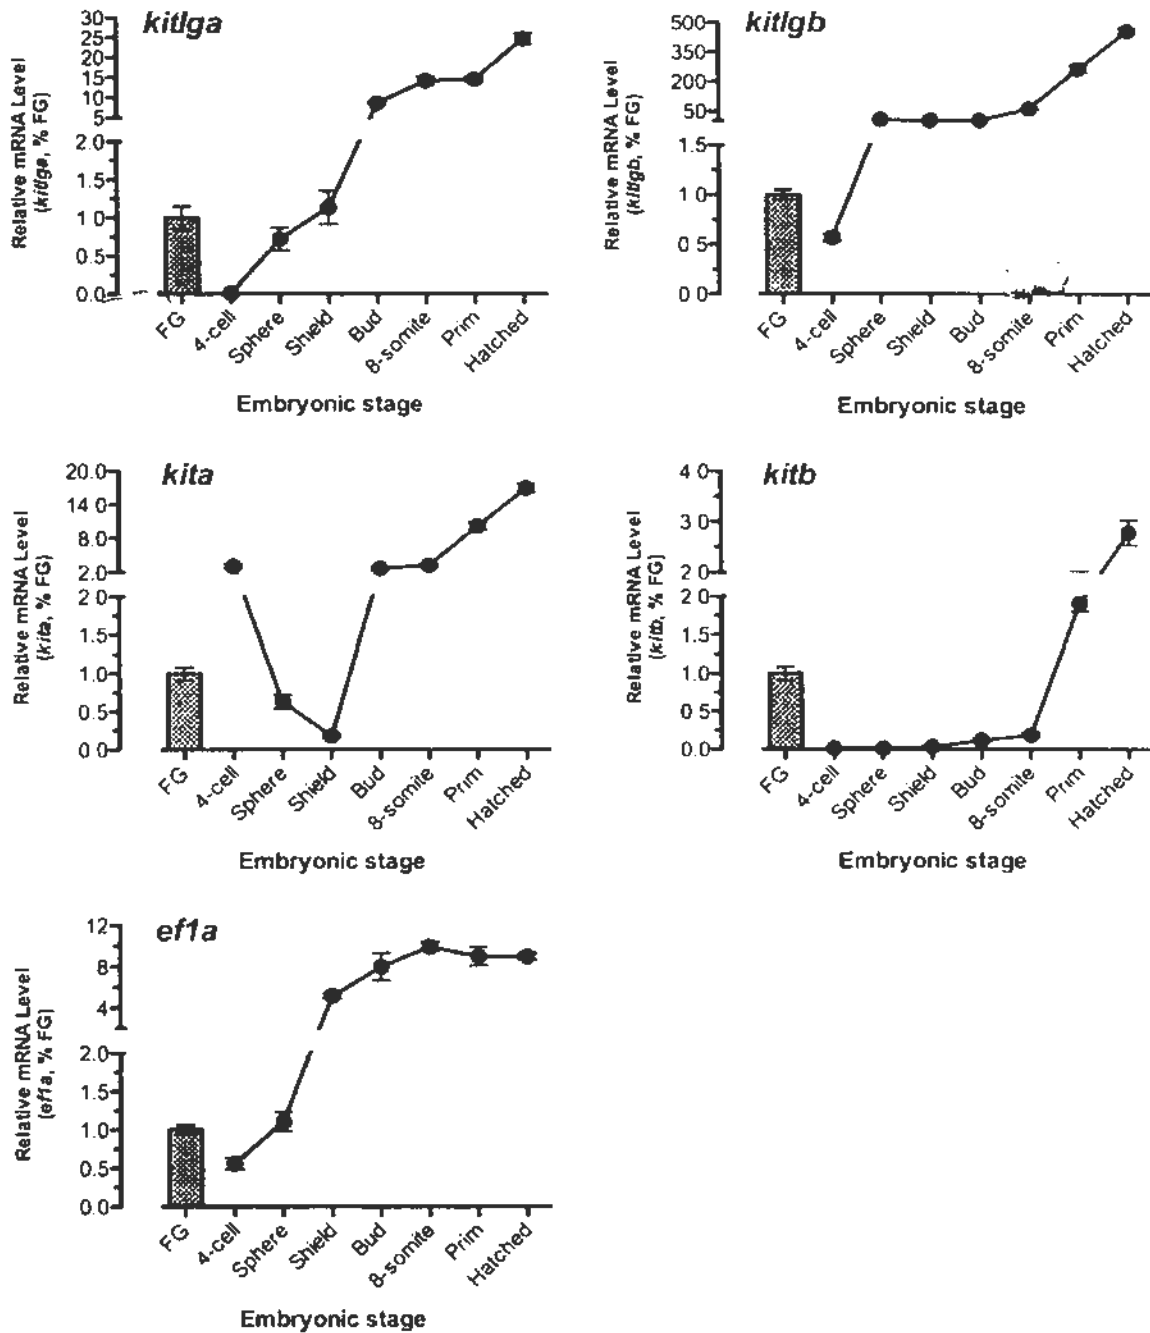 kitlga
Relative mRNA Level
(kitlga, % FG)
30
25
20
15
10
5
2.0
1.5
1.0
0.5
0.0
FG
4-cell
Sphere
Shield
Bud
8-somite
Prim
Hatched
Embryonic stage
kitlgb
Relative mRNA Level
(kitlgb, % FG)
500
350
200
50
1.5
1.0
0 5
0 0
FG
4-cell
Sphere
Shield
Bud
8-somite
Prim
Hatched
Embryonic stage
kita
Relative mRNA Level
(kita, % FG)
20 0
14 0
8 0
2 0
2 0
1.5
1.0
0 5
0 0
FG
4-cell
Sphere
Shield
Bud
8-somite
Prim
Hatched
Embryonic stage
kitb
Relative mRNA Level
(kitb, % FG)
4 0
3.0
2 0
2 0
1.5
1.0
0 5
0 0
FG
4-cell
Sphere
Shield
Bud
8-somite
Prim
Hatched
Embryonic stage
ef1a
Relative mRNA Level
(ef1a, % FG)
12
8
4
2.0
1.5
1.0
0.5
0.0
FG
4-cell
Sphere
Shield
Bud
8-somite
Prim
Hatched
Embryonic stage